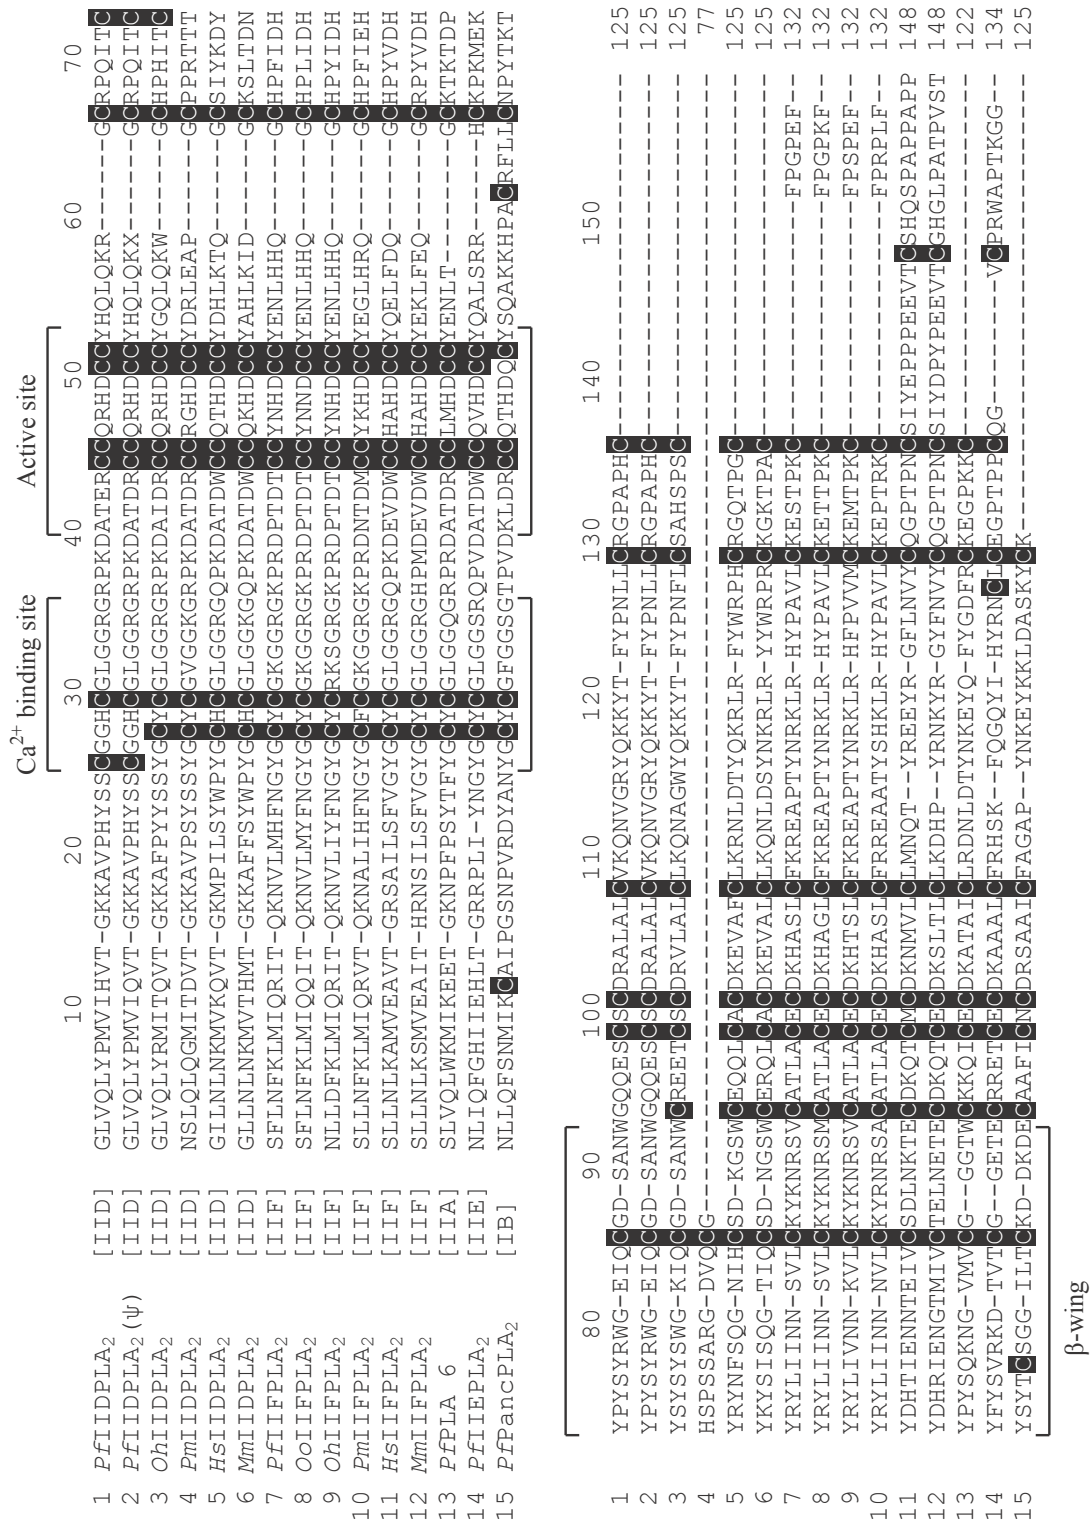 Ca²⁺ binding site    Active site
10 20 30 40 50 60 70
1 PfIIDPLA₂ [IID] GLVQLYPMVIHVT-GKKAVPHYSSCGGHCGLGGRGRPKDATERCCQRHDCCYHQLQKR------GCRPQITC
2 PfIIDPLA₂(ψ) [IID] GLVQLYPMVIQVT-GKMAVPHYSSCGGHCGLGGRGRPKDATDRCCQRHDCCYHQLQKX------GCRPQITC
3 OhIIDPLA₂ [IID] GLVQLYRMITQVT-GKKAFPYYSSYGCYCGLGGRGRPKDAIDRCCQRHDCCYGQLQKW------GCHPHITC
4 PmIIDPLA₂ [IID] NSLQLQGMITDVT-GKKAVPSYSSYGCYCGVGGKGRPKDATDRCCRGHDCCYDRLEAP------GCPPRTTT
5 HsIIDPLA₂ [IID] GILNLNKMVKQVT-GKMPILSYWPYGCHCGLGGRGQPKDATDWCCQTHDCCYDHLKTQ------GCSIYKDY
6 MmIIDPLA₂ [IID] GLLNLNKMVTHMT-GKKAFFSYWPYGCHCGLGGKGQPKDATDWCCQKHDCCYAHLKID------GCKSLTDN
7 PfIIFPLA₂ [IIF] SFLNFKLMIQRIT-QKNVLMHFNGYGCYCGKGGRGKPRDPTDTCCYNHDCCYENLHHQ------GCHPFIDH
8 OoIIFPLA₂ [IIF] SFLNFKLMIQQIT-QKNVLMYFNGYGCYCGKGGRGKPRDPTDTCCYNNDCCYENLHHQ------GCHPLIDH
9 OhIIFPLA₂ [IIF] NLLDFKLMIQRIT-QKNVLIYFNGYGCYCRKSGRGKPRDPTDTCCYNHDCCYENLHHQ------GCHPYIDH
10 PmIIFPLA₂ [IIF] SLLNFKLMIQRVT-QKNALIHFNGYGCFCGKGGRGKPRDNTDMCCYKHDCCYEGLHRQ------GCHPFIEH
11 HsIIFPLA₂ [IIF] SLLNLKAMVEAVT-GRSAILSFVGYGCYCGLGGRGQPKDEVDWCCHAHDCCYQELFDQ------GCHPYVDH
12 MmIIFPLA₂ [IIF] SLLNLKSMVEAIT-HRNSILSFVGYGCYCGLGGRGHPMDEVDWCCHAHDCCYEKLFEQ------GCRPYVDH
13 PfPLA 6 [IIA] SLVQLWKMIKEET-GKNPFPSYTFYGCYCGLGGQGRPRDATDRCCLMHDCCYENLT--------GCKTKTDP
14 PfIIEPLA₂ [IIE] NLIQFGHIIEHLT-GRRPLI-YNGYGCYCGLGGSRQPVDATDWCCQVHDCCYQALSRR------HCKPKMEK
15 PfPancPLA₂ [IB] NLLQFSNMIKCAIPGSNPVRDYANYGCYCGFGGSGTPVDKLDRCCQTHDQCYSQAKKHPACRFLLCNPYTKT
80 90 100 110 120 130 140 150
1 YPYSYRWG-EIQCGD-SANWGQQESCSCDRALALCVKQNVGRYQKKYT-FYPNLLCRGPAPHC----------------------- 125
2 YPYSYRWG-EIQCGD-SANWGQQESCSCDRALALCVKQNVGRYQKKYT-FYPNLLCRGPAPHC----------------------- 125
3 YSYSYSWG-KIQCGD-SANWCREETCSCDRVLALCLKQNAGWYQKKYT-FYPNFLCSAHSPSC----------------------- 125
4 HSPSSARG-DVQCG------------------------------------------------------------------------ 77
5 YRYNFSQG-NIHCSD-KGSWCEQQLCACDKEVAFCLKRNLDTYQKRLR-FYWRPHCRGQTPGC----------------------- 125
6 YKYSISQG-TIQCSD-NGSWCERQLCACDKEVALCLKQNLDSYNKRLR-YYWRPRCKGKTPAC----------------------- 125
7 YRYLIINN-SVLCKYKNRSVCATLACECDKHASLCFKREAPTYNRKLR-HYPAVLCKESTPKC---------------FPGPEF-- 132
8 YRYLIINN-SVLCKYKNRSMCATLACECDKHAGLCFKREAPTYNRKLR-HYPAVLCKETTPKC---------------FPGPKF-- 132
9 YRYLIVNN-KVLCKYKNRSVCATLACECDKHTSLCFKREAPTYNRKLR-HFPVVMCKEMTPKC---------------FPSPEF-- 132
10 YRYLIINN-NVLCKYRNRSACATLACECDKHASLCFRREAATYSHKLR-HYPAVLCKEPTRKC---------------FPRPLF-- 132
11 YDHTIENNTEIVCSDLNKTECDKQTCMCDKNMVLCLMNQT--YREEYR-GFLNVYCQGPTPNCSIYEPPPEEVTCSHQSPAPPAPP 148
12 YDHRIENGTMIVCTELNETECDKQTCECDKSLTLCLKDHP--YRNKYR-GYFNVYCQGPTPNCSIYDPYPEEVTCGHGLPATPVST 148
13 YPYSQKNG-VMVCG--GGTWCKKQICECDKATAICLRDNLDTYNKEYQ-FYGDFRCKEGPKKC----------------------- 122
14 YFYSVRKD-TVTCG--GETECRRETCECDKAAALCFRHSK--FQGQYI-HYRNCLCEGPTPPCQG--------VCPRWAPTKGG-- 134
15 YSYTCSGG-ILTCKD-DKDECAAFICNCDRSAAICFAGAP--YNKEYKKLDASKYCK----------------------------- 125
β-wing